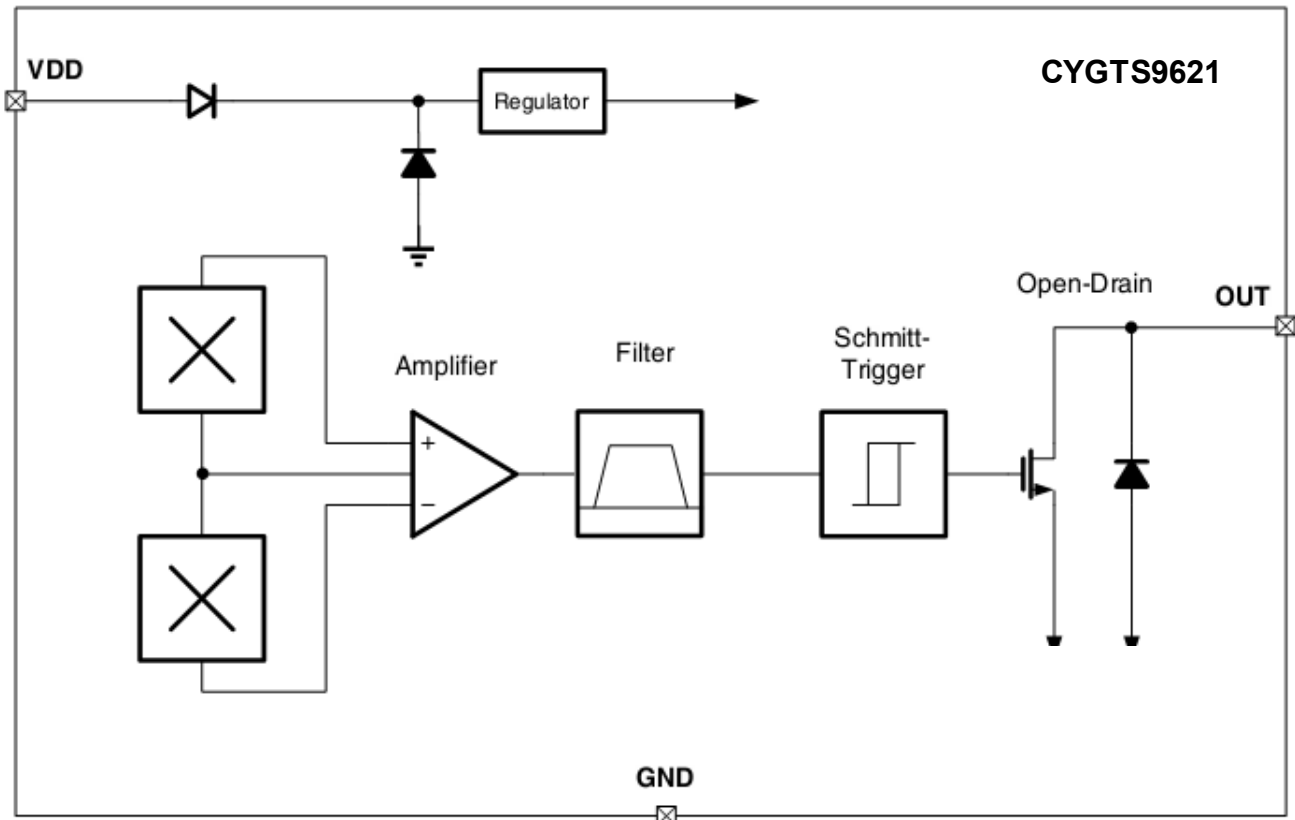 CYGTS9621
VDD
Regulator
Open-Drain
OUT
Schmitt-
Trigger
Filter
Amplifier
+
−
GND